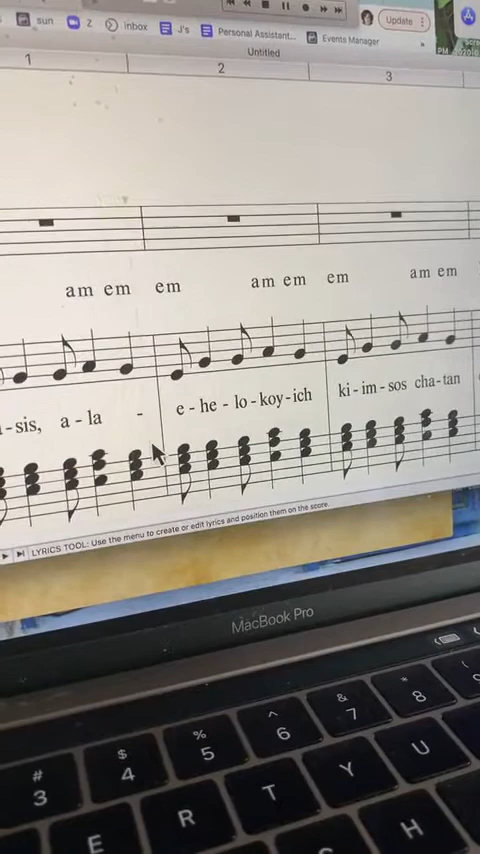 sun Z inbox J's Personal Assistant... Events Manager »
Update
Untitled
1 2 3
am em em am em em am em
-sis, a - la - e - he - lo - koy - ich ki - im - sos cha - tan
LYRICS TOOL: Use the menu to create or edit lyrics and position them on the score.
MacBook Pro
# $ % ^ & * (
3 4 5 6 7 8
E R T Y U
H